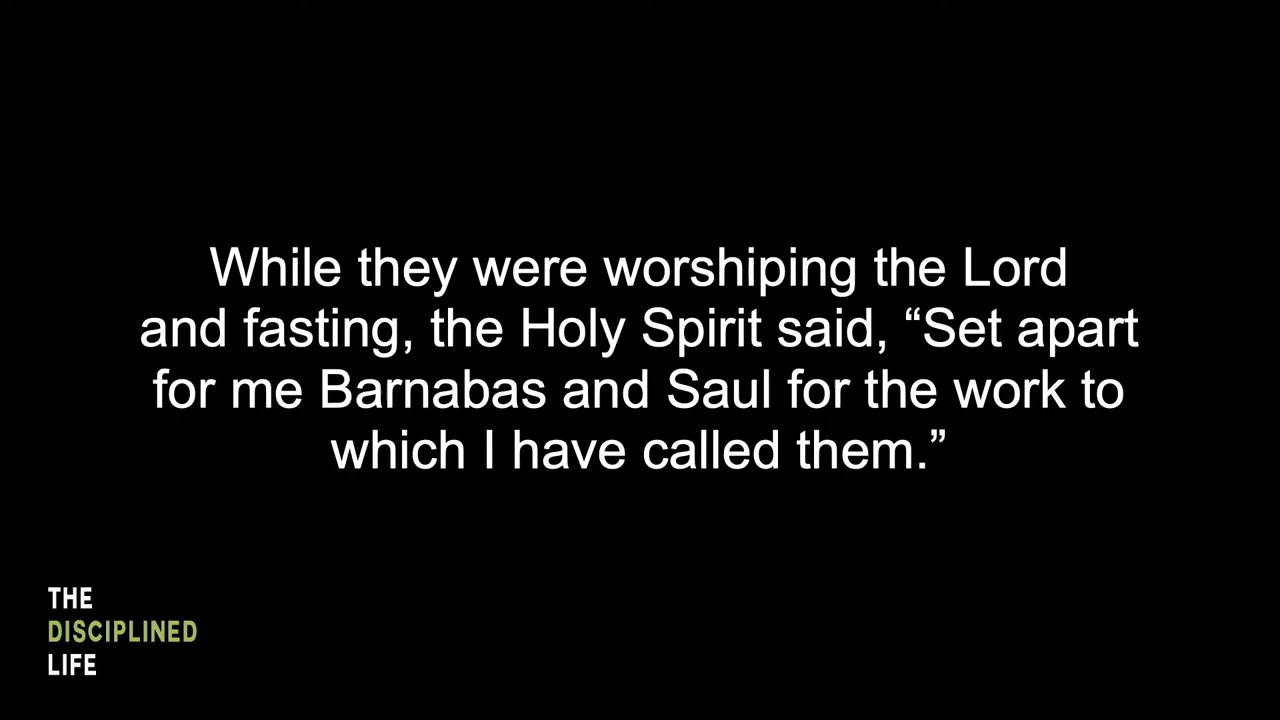 While they were worshiping the Lord
and fasting, the Holy Spirit said, “Set apart
for me Barnabas and Saul for the work to
which I have called them.”
THE
DISCIPLINED
LIFE